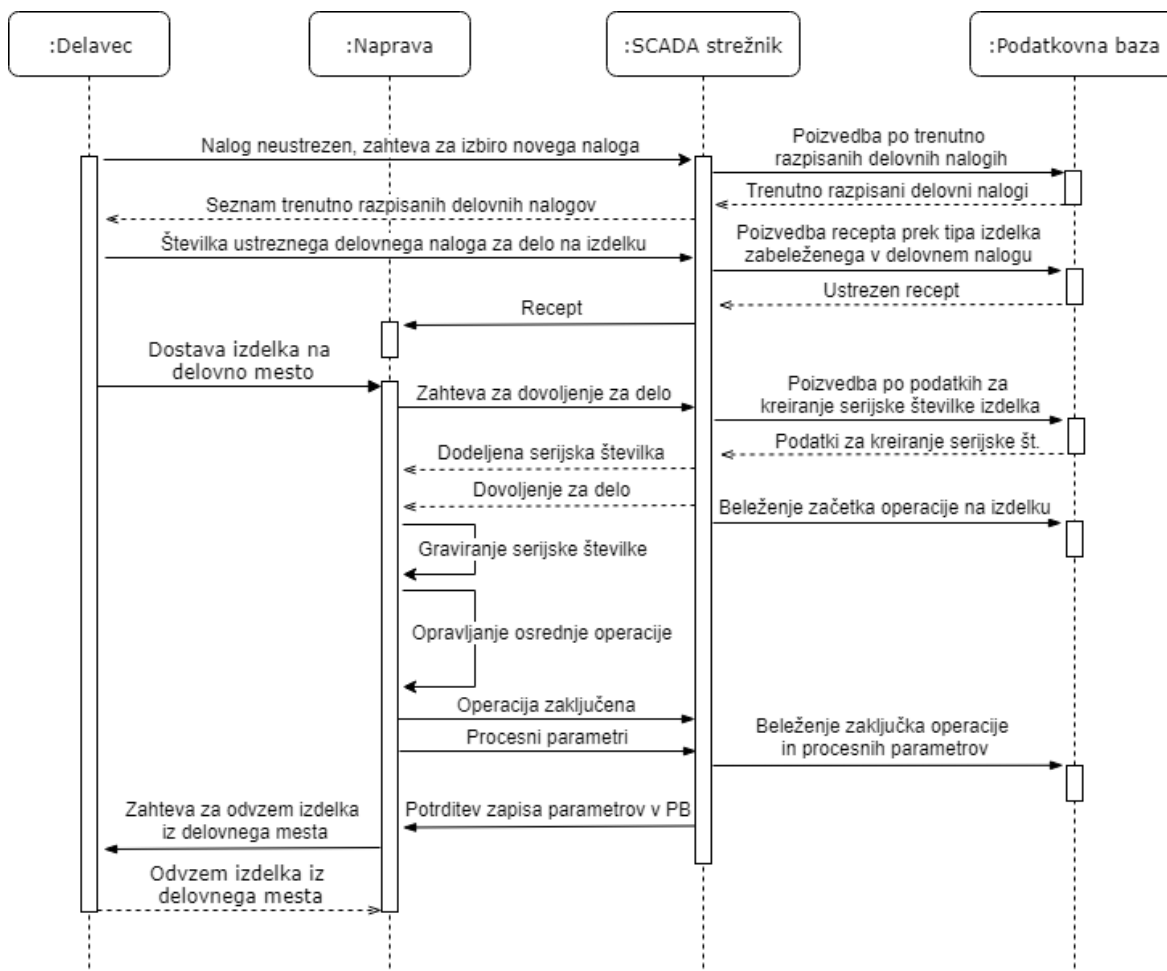 :Delavec
:Naprava
:SCADA strežnik
:Podatkovna baza
Nalog neustrezen, zahteva za izbiro novega naloga
Poizvedba po trenutno
razpisanih delovnih nalogih
Trenutno razpisani delovni nalogi
Seznam trenutno razpisanih delovnih nalogov
Številka ustreznega delovnega naloga za delo na izdelku
Poizvedba recepta prek tipa izdelka
zabeleženega v delovnem nalogu
Ustrezen recept
Recept
Dostava izdelka na
delovno mesto
Zahteva za dovoljenje za delo
Poizvedba po podatkih za
kreiranje serijske številke izdelka
Podatki za kreiranje serijske št.
Dodeljena serijska številka
Dovoljenje za delo
Beleženje začetka operacije na izdelku
Graviranje serijske številke
Opravljanje osrednje operacije
Operacija zaključena
Procesni parametri
Beleženje zaključka operacije
in procesnih parametrov
Zahteva za odvzem izdelka
iz delovnega mesta
Potrditev zapisa parametrov v PB
Odvzem izdelka iz
delovnega mesta